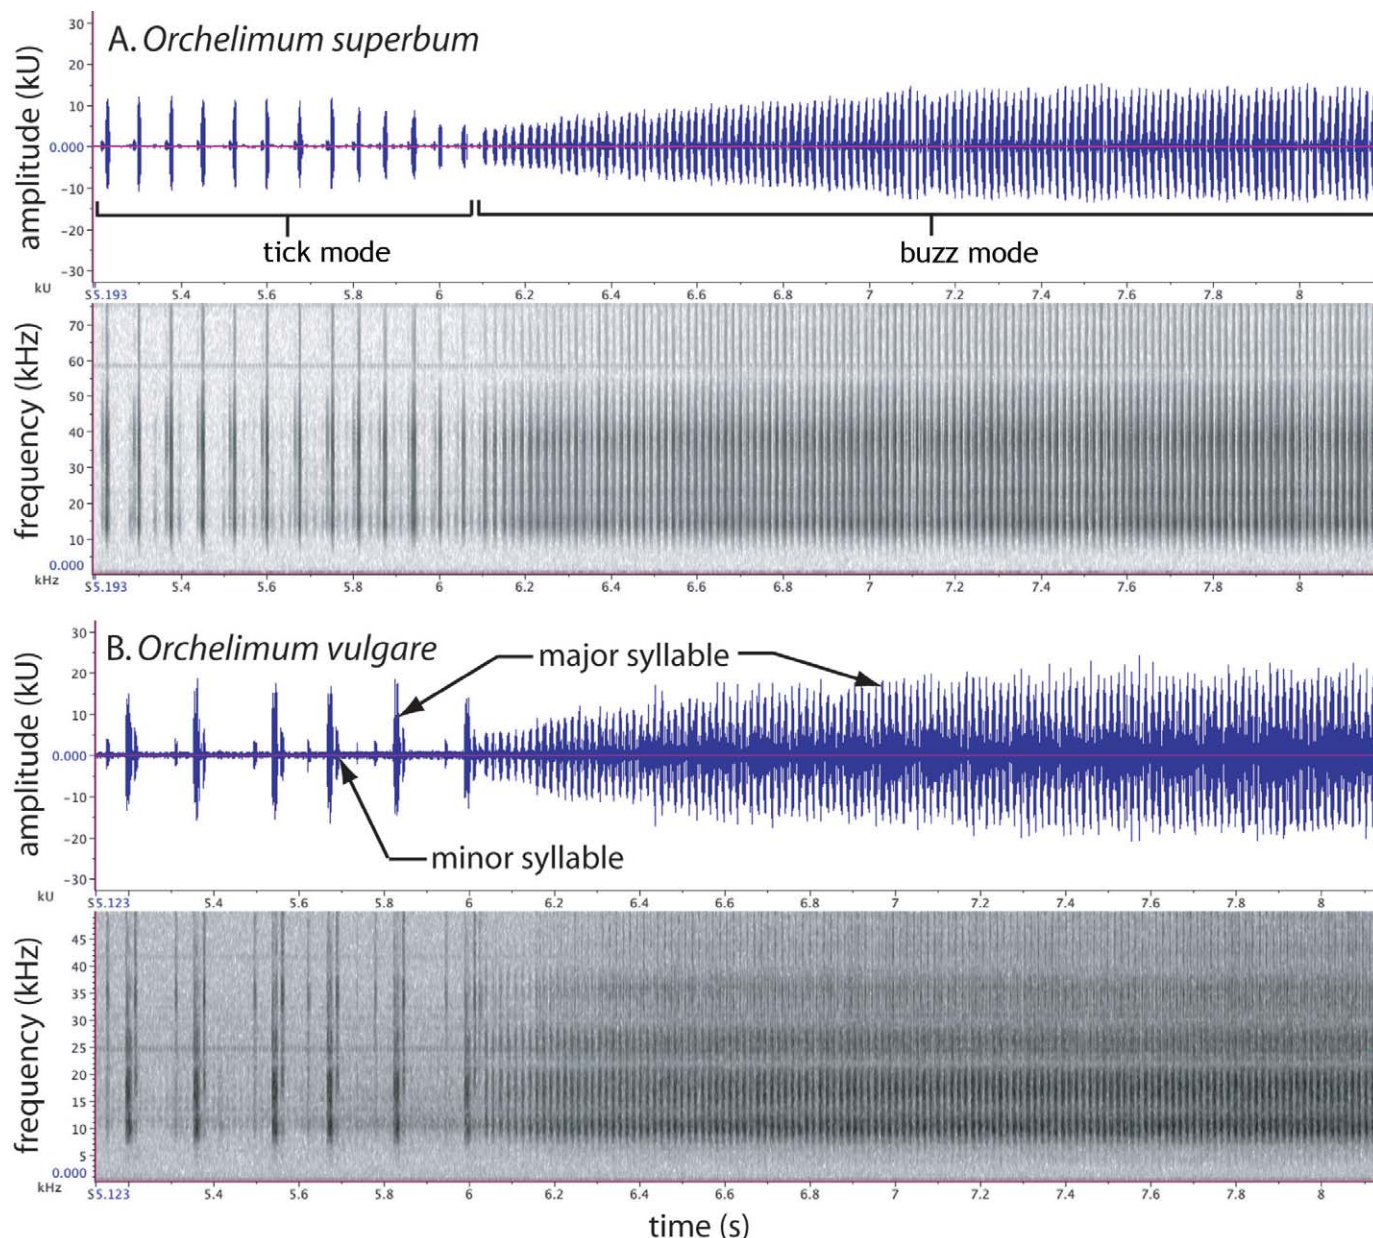 A. Orchelimum superbum
amplitude (kU)
30
20
10
0.000
-10
-20
-30
tick mode
buzz mode
kU
S5.193 5.4 5.6 5.8 6 6.2 6.4 6.6 6.8 7 7.2 7.4 7.6 7.8 8
frequency (kHz)
70
60
50
40
30
20
10
0.000
kHz
S5.193 5.4 5.6 5.8 6 6.2 6.4 6.6 6.8 7 7.2 7.4 7.6 7.8 8
B. Orchelimum vulgare
major syllable
amplitude (kU)
30
20
10
0.000
-10
-20
-30
minor syllable
kU
S5.123 5.4 5.6 5.8 6 6.2 6.4 6.6 6.8 7 7.2 7.4 7.6 7.8 8
frequency (kHz)
45
40
35
30
25
20
15
10
5
0.000
kHz
S5.123 5.4 5.6 5.8 6 6.2 6.4 6.6 6.8 7 7.2 7.4 7.6 7.8 8
time (s)